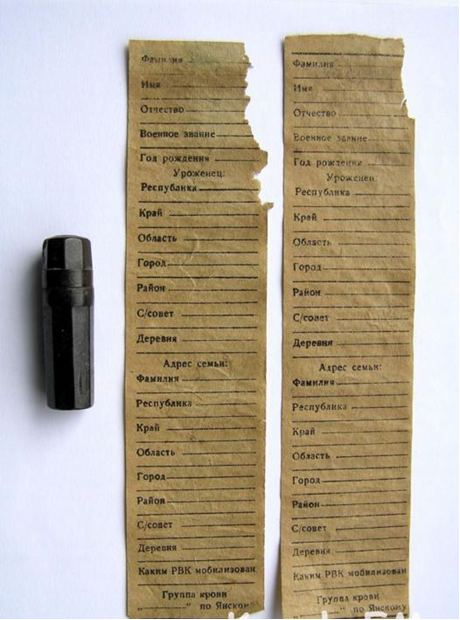 Фамилия
Имя
Отчество
Военное звание
Год рождения
Уроженец:
Республика
Край
Область
Город
Район
С/совет
Деревня
Адрес семьи:
Фамилия
Республика
Край
Область
Город
Район
С/совет
Деревня
Каким РВК мобилизован
Группа крови
„ “ по Янскому
Фамилия
Имя
Отчество
Военное звание
Год рождения
Уроженец:
Республика
Край
Область
Город
Район
С/совет
Деревня
Адрес семьи:
Фамилия
Республика
Край
Область
Город
Район
С/совет
Деревня
Каким РВК мобилизован
Группа крови
„ “ по Янскому